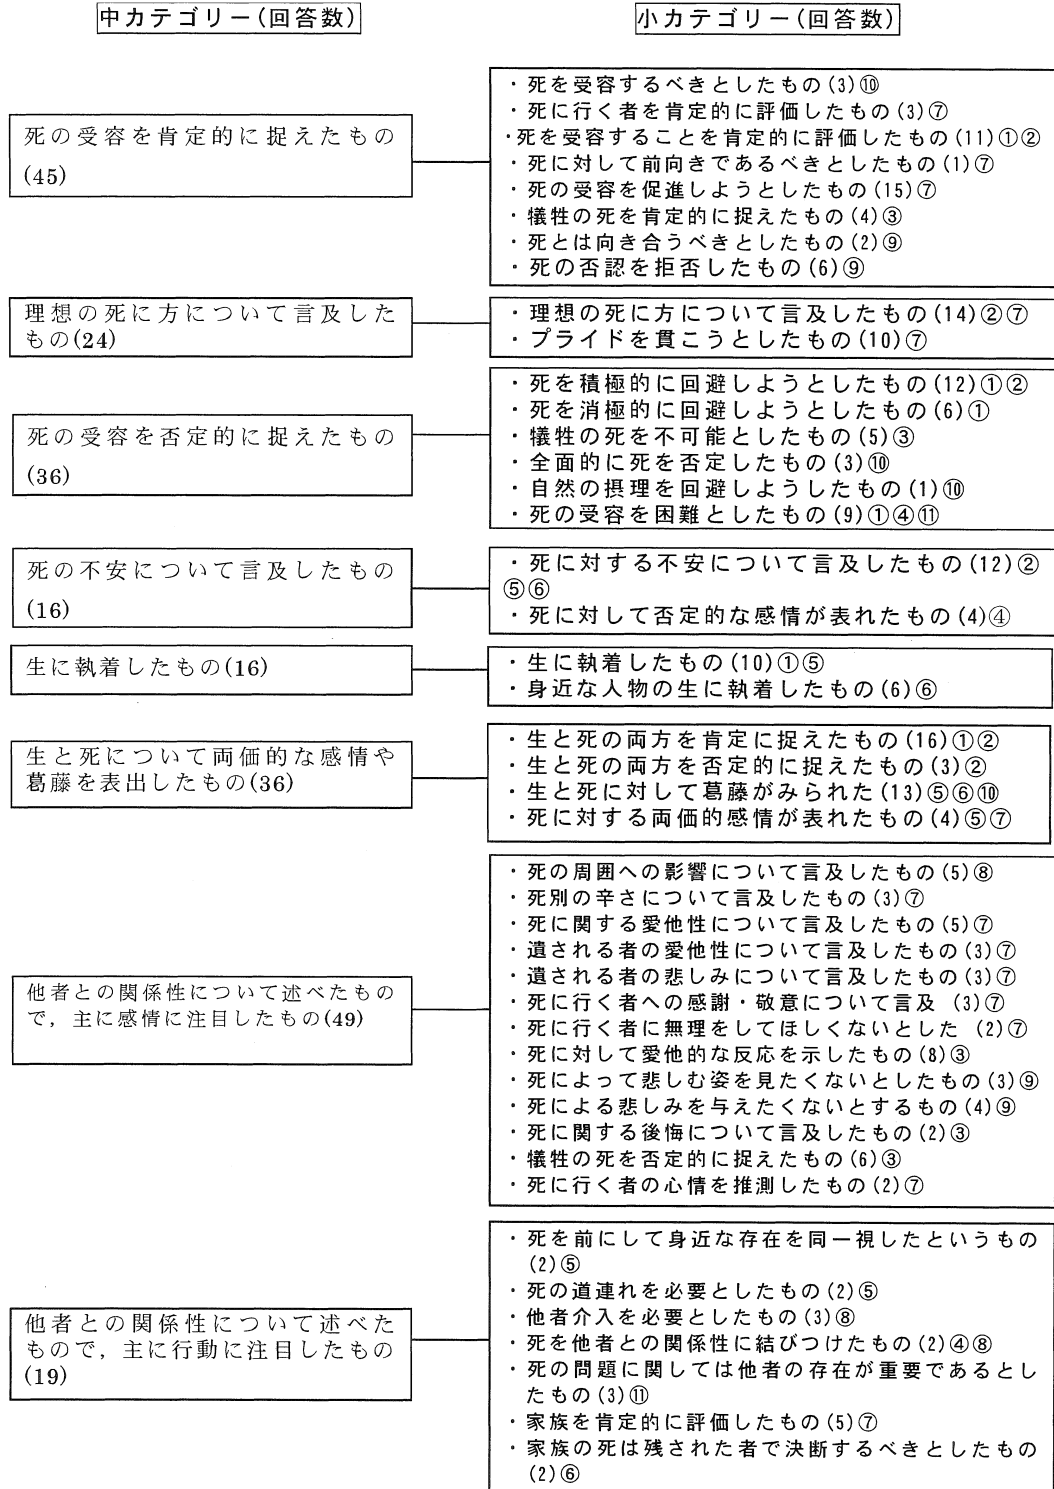 中カテゴリー(回答数)
小カテゴリー(回答数)
死の受容を肯定的に捉えたもの
(45)
・死を受容するべきとしたもの(3)⑩
・死に行く者を肯定的に評価したもの(3)⑦
・死を受容することを肯定的に評価したもの(11)①②
・死に対して前向きであるべきとしたもの(1)⑦
・死の受容を促進しようとしたもの(15)⑦
・犠牲の死を肯定的に捉えたもの(4)③
・死とは向き合うべきとしたもの(2)⑨
・死の否認を拒否したもの(6)⑨
理想の死に方について言及した
もの(24)
・理想の死に方について言及したもの(14)②⑦
・プライドを貫こうとしたもの(10)⑦
死の受容を否定的に捉えたもの
(36)
・死を積極的に回避しようとしたもの(12)①②
・死を消極的に回避しようとしたもの(6)①
・犠牲の死を不可能としたもの(5)③
・全面的に死を否定したもの(3)⑩
・自然の摂理を回避しようしたもの(1)⑩
・死の受容を困難としたもの(9)①④⑪
死の不安について言及したもの
(16)
・死に対する不安について言及したもの(12)②
⑤⑥
・死に対して否定的な感情が表れたもの(4)④
生に執着したもの(16)
・生に執着したもの(10)①⑤
・身近な人物の生に執着したもの(6)⑥
生と死について両価的な感情や
葛藤を表出したもの(36)
・生と死の両方を肯定に捉えたもの(16)①②
・生と死の両方を否定的に捉えたもの(3)②
・生と死に対して葛藤がみられた(13)⑤⑥⑩
・死に対する両価的感情が表れたもの(4)⑤⑦
他者との関係性について述べたもの
で，主に感情に注目したもの(49)
・死の周囲への影響について言及したもの(5)⑧
・死別の辛さについて言及したもの(3)⑦
・死に関する愛他性について言及したもの(5)⑦
・遺される者の愛他性について言及したもの(3)⑦
・遺される者の悲しみについて言及したもの(3)⑦
・死に行く者への感謝・敬意について言及 (3)⑦
・死に行く者に無理をしてほしくないとした (2)⑦
・死に対して愛他的な反応を示したもの(8)③
・死によって悲しむ姿を見たくないとしたもの(3)⑨
・死による悲しみを与えたくないとするもの(4)⑨
・死に関する後悔について言及したもの(2)③
・犠牲の死を否定的に捉えたもの(6)③
・死に行く者の心情を推測したもの(2)⑦
他者との関係性について述べた
もので，主に行動に注目したもの
(19)
・死を前にして身近な存在を同一視したというもの
(2)⑤
・死の道連れを必要としたもの(2)⑤
・他者介入を必要としたもの(3)⑧
・死を他者との関係性に結びつけたもの(2)④⑧
・死の問題に関しては他者の存在が重要であるとし
たもの(3)⑪
・家族を肯定的に評価したもの(5)⑦
・家族の死は残された者で決断するべきとしたもの
(2)⑥